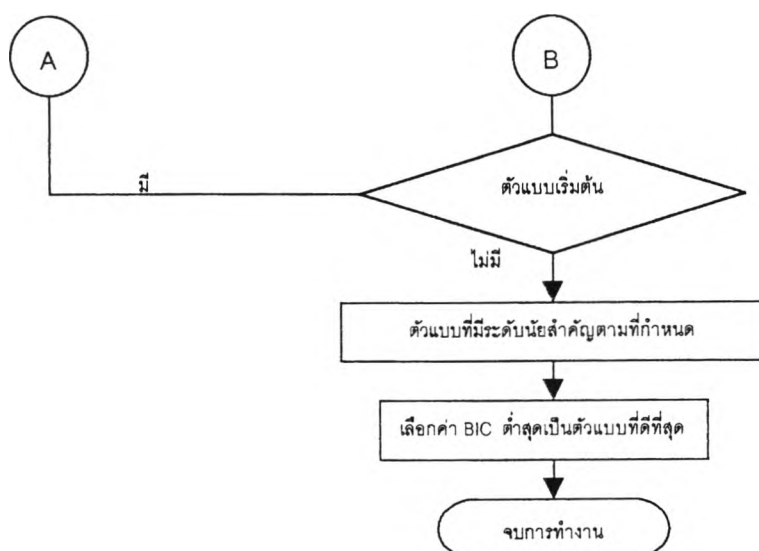 A
B
ตัวแบบเริ่มต้น
มี
ไม่มี
ตัวแบบที่มีระดับนัยสำคัญตามที่กำหนด
เลือกค่า BIC ต่ำสุดเป็นตัวแบบที่ดีที่สุด
จบการทำงาน